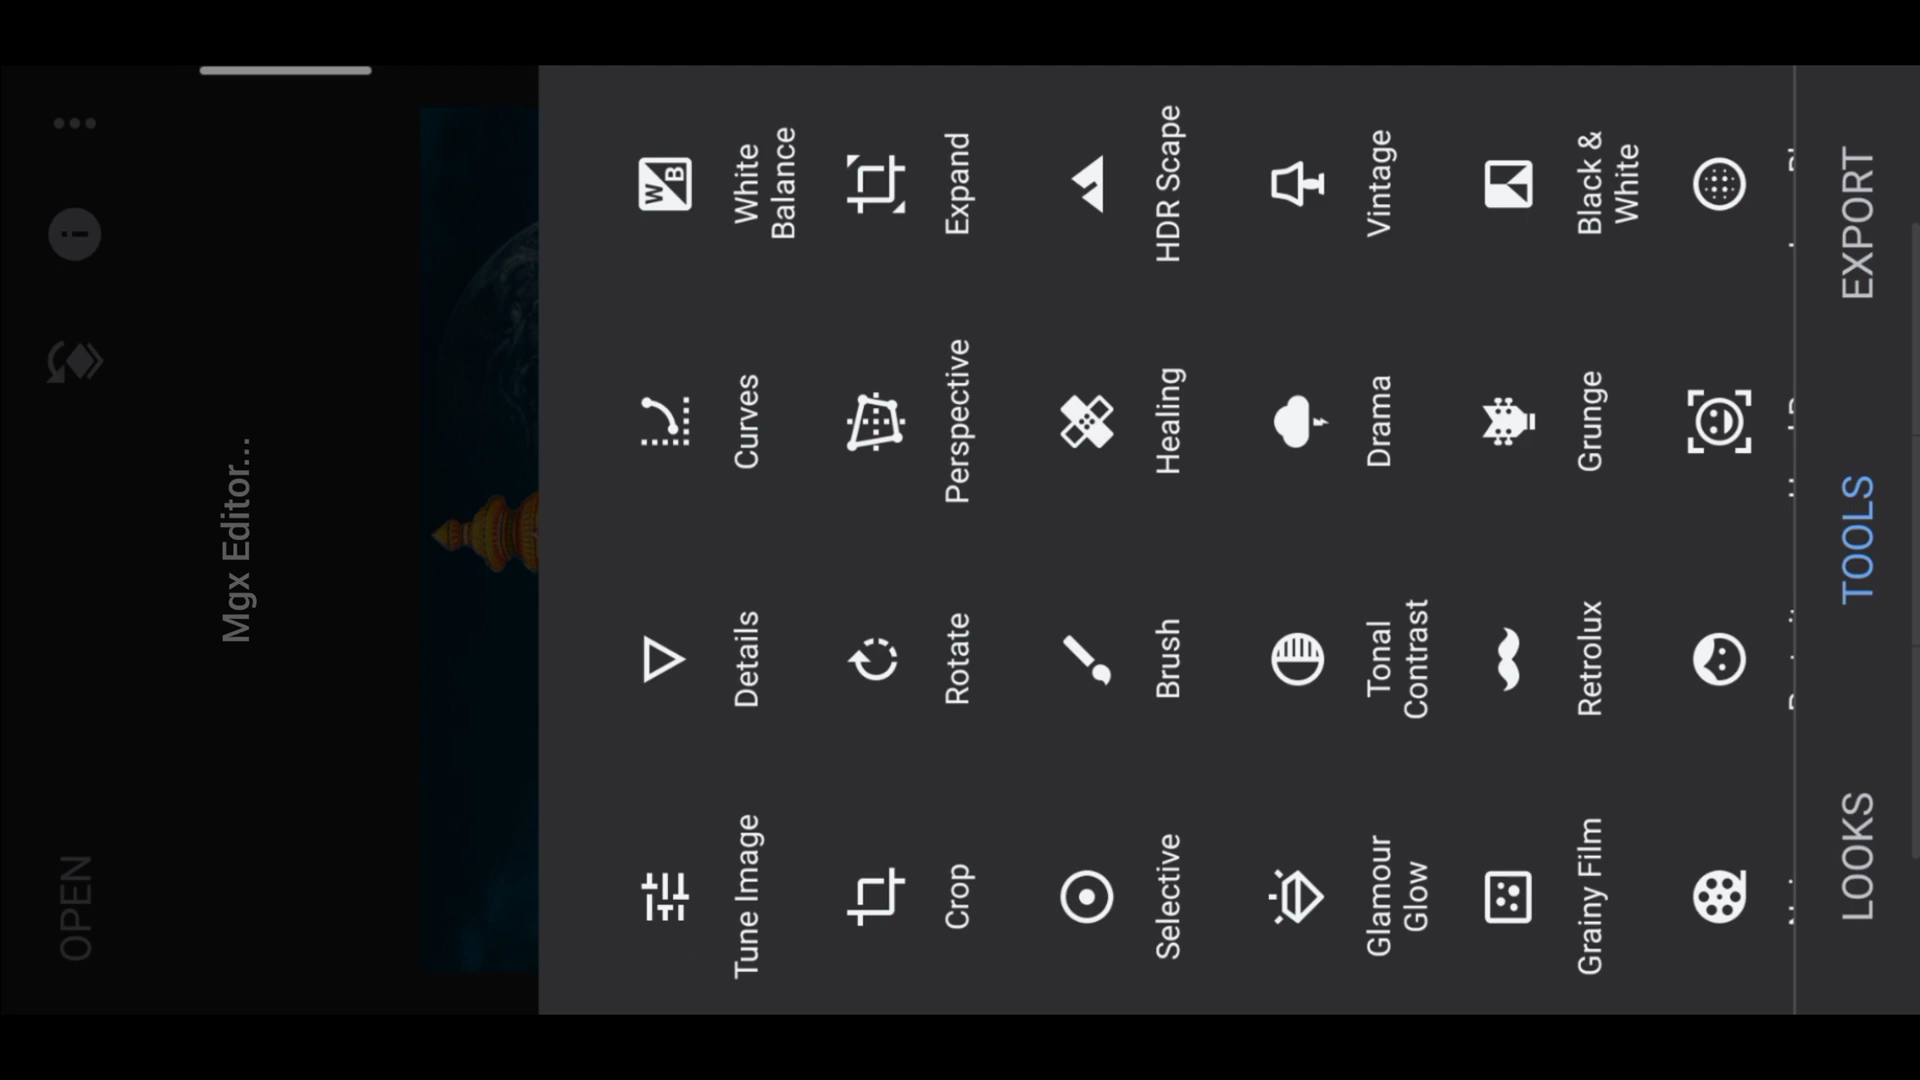 OPEN
Mgx Editor...
Tune Image
Details
Curves
White
Balance
Crop
Rotate
Perspective
Expand
Selective
Brush
Healing
HDR Scape
Glamour
Glow
Tonal
Contrast
Drama
Vintage
Grainy Film
Retrolux
Grunge
Black &
White
LOOKS
TOOLS
EXPORT